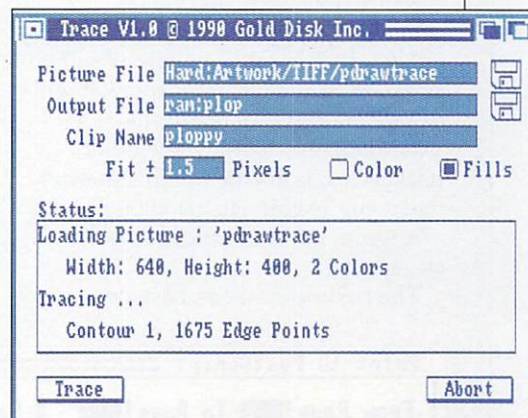 Trace V1.0 © 1990 Gold Disk Inc.
Picture File Hard:Artwork/TIFF/pdrawtrace
Output File ram:plop
Clip Name ploppy
Fit ± 1.5 Pixels Color Fills
Status:
Loading Picture : 'pdrawtrace'
Width: 640, Height: 400, 2 Colors
Tracing ...
Contour 1, 1675 Edge Points
Trace Abort